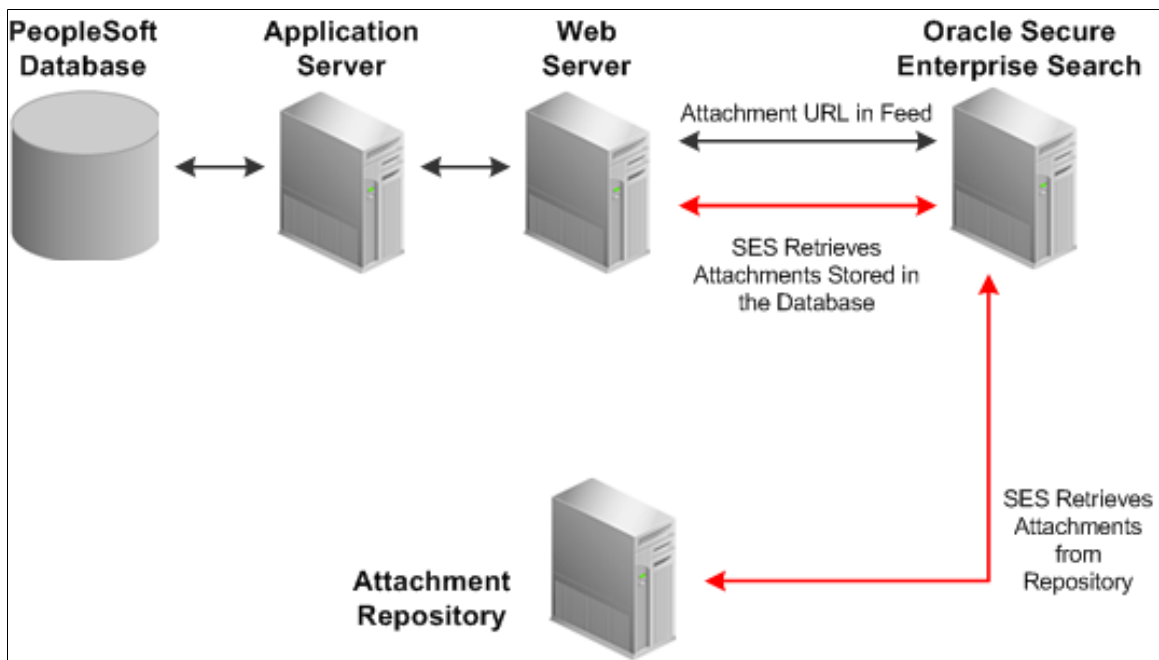 PeopleSoft
Database
Application
Server
Web
Server
Oracle Secure
Enterprise Search
Attachment URL in Feed
SES Retrieves
Attachments Stored in
the Database
SES Retrieves
Attachments
from
Repository
Attachment
Repository